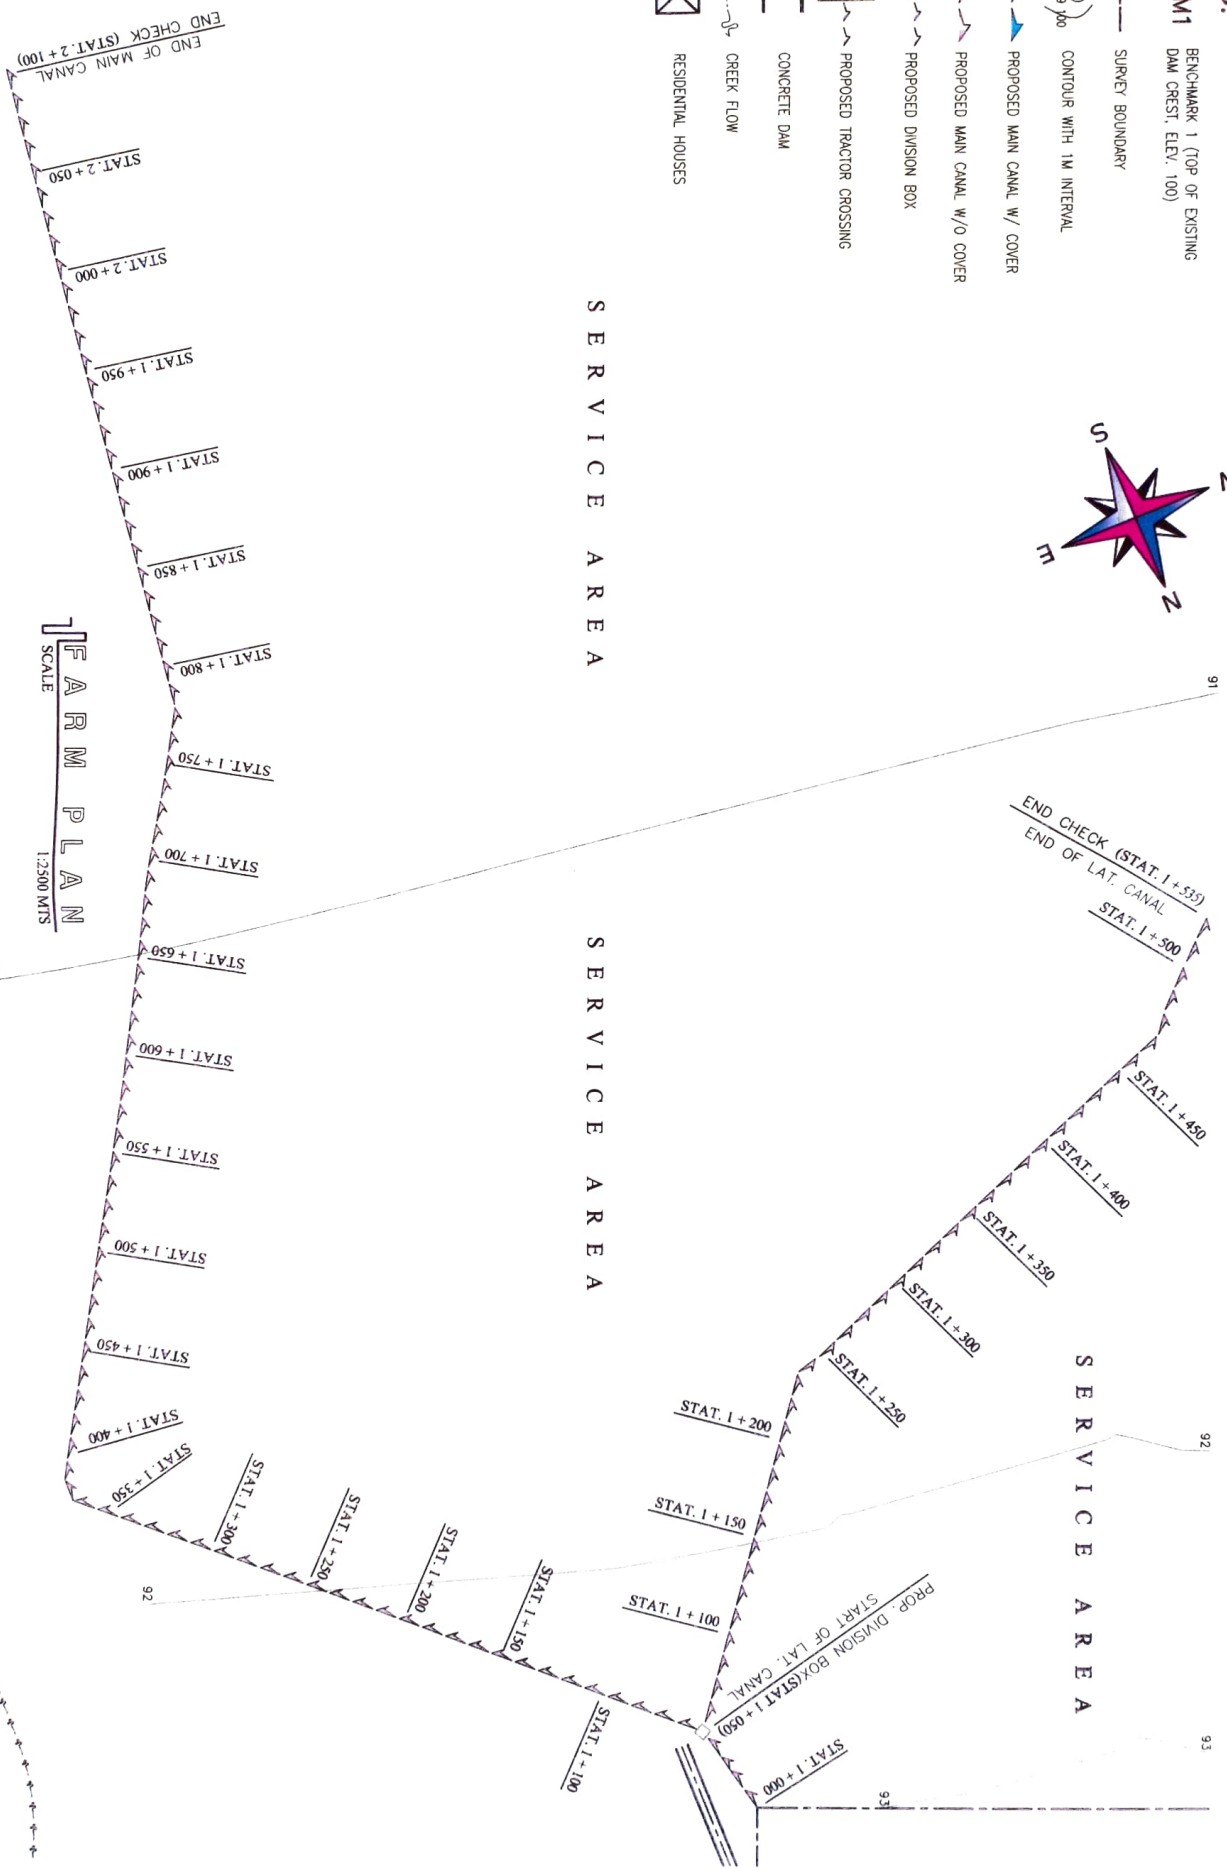 M1
BENCHMARK 1 (TOP OF EXISTING
DAM CREST, ELEV. 100)
SURVEY BOUNDARY
100
CONTOUR WITH 1M INTERVAL
PROPOSED MAIN CANAL W/ COVER
PROPOSED MAIN CANAL W/O COVER
PROPOSED DIVISION BOX
PROPOSED TRACTOR CROSSING
CONCRETE DAM
CREEK FLOW
RESIDENTIAL HOUSES
S
N
E
SERVICE AREA
SERVICE AREA
SERVICE AREA
91
92
93
93
92
END CHECK (STAT. 1 + 535)
END OF LAT. CANAL
STAT. 1 + 500
STAT. 1 + 450
STAT. 1 + 400
STAT. 1 + 350
STAT. 1 + 300
STAT. 1 + 250
STAT. 1 + 200
STAT. 1 + 150
STAT. 1 + 100
PROP. DIVISION BOX(STAT 1 + 050)
START OF LAT. CANAL
STAT. 1 + 000
STAT. 1 + 100
STAT. 1 + 150
STAT. 1 + 200
STAT. 1 + 250
STAT. 1 + 300
STAT. 1 + 350
STAT. 1 + 400
STAT. 1 + 450
STAT. 1 + 500
STAT. 1 + 550
STAT. 1 + 600
STAT. 1 + 650
STAT. 1 + 700
STAT. 1 + 750
STAT. 1 + 800
STAT. 1 + 850
STAT. 1 + 900
STAT. 1 + 950
STAT. 2 + 000
STAT. 2 + 050
END OF MAIN CANAL
END CHECK (STAT. 2 + 100)
FARM PLAN
SCALE 1:2500 MTS